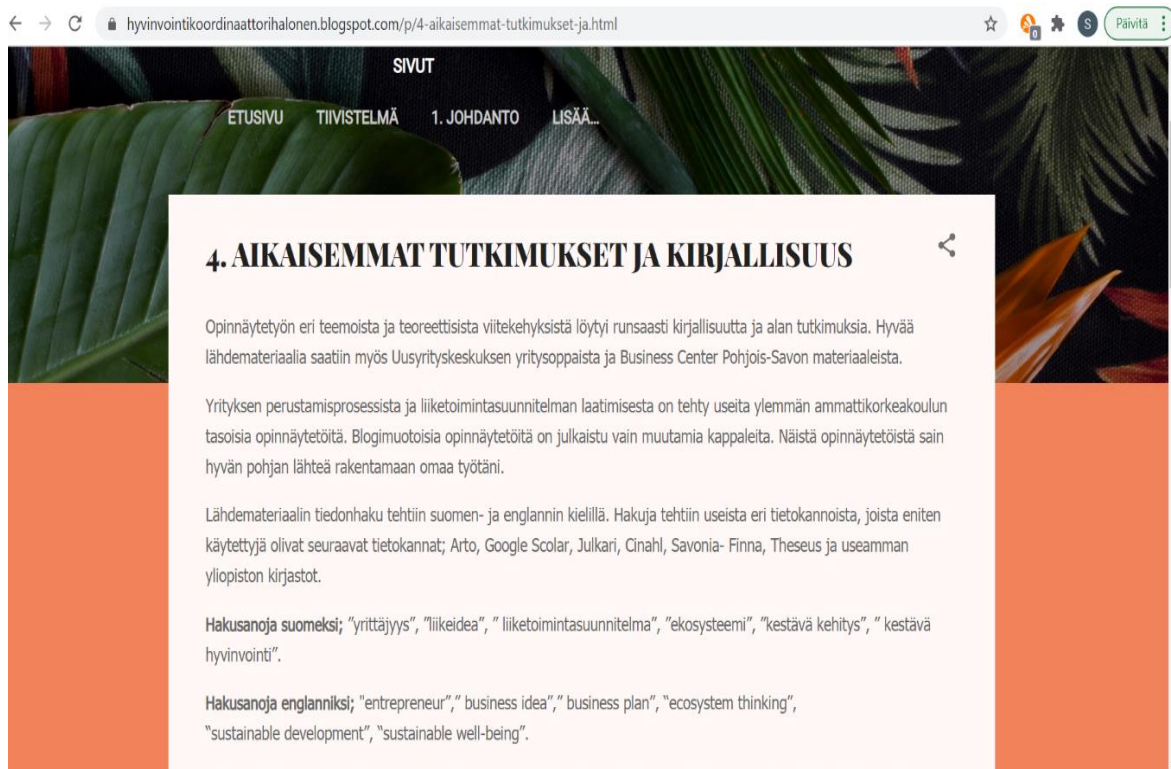 hyvinvointikoordinaattorihalonen.blogspot.com/p/4-aikaisemmat-tutkimukset-ja.html
0
S
Päivitä
SIVUT
ETUSIVU TIIVISTELMÄ 1. JOHDANTO LISÄÄ...
4. AIKAISEMMAT TUTKIMUKSET JA KIRJALLISUUS
Opinnäytetyön eri teemoista ja teoreettisista viitekehyksistä löytyi runsaasti kirjallisuutta ja alan tutkimuksia. Hyvää
lähdemateriaalia saatiin myös Uusyrityskeskuksen yritysoppaista ja Business Center Pohjois-Savon materiaaleista.
Yrityksen perustamisprosessista ja liiketoimintasuunnitelman laatimisesta on tehty useita ylemmän ammattikorkeakoulun
tasoisia opinnäytetöitä. Blogimuotoisia opinnäytetöitä on julkaistu vain muutamia kappaleita. Näistä opinnäytetöistä sain
hyvän pohjan lähteä rakentamaan omaa työtäni.
Lähdemateriaalin tiedonhaku tehtiin suomen- ja englannin kielillä. Hakuja tehtiin useista eri tietokannoista, joista eniten
käytettyjä olivat seuraavat tietokannat; Arto, Google Scolar, Julkari, Cinahl, Savonia- Finna, Theseus ja useamman
yliopiston kirjastot.
Hakusanoja suomeksi; ”yrittäjyys”, ”liikeidea”, ” liiketoimintasuunnitelma”, ”ekosysteemi”, ”kestävä kehitys”, ” kestävä
hyvinvointi”.
Hakusanoja englanniksi; "entrepreneur",” business idea”,” business plan”, “ecosystem thinking”,
“sustainable development”, “sustainable well-being”.